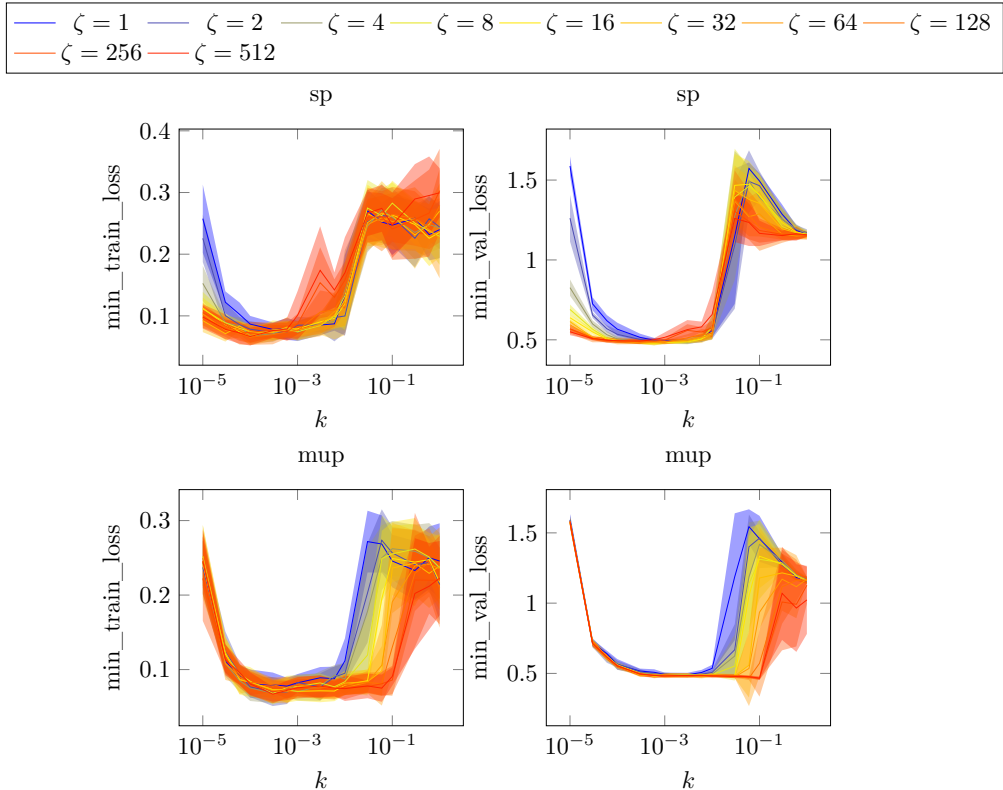 ζ = 1 ζ = 2 ζ = 4 ζ = 8 ζ = 16 ζ = 32 ζ = 64 ζ = 128
ζ = 256 ζ = 512
sp
0.4
0.3
0.2
0.1
min_train_loss
10⁻⁵ 10⁻³ 10⁻¹
k
sp
1.5
1
0.5
min_val_loss
10⁻⁵ 10⁻³ 10⁻¹
k
mup
0.3
0.2
0.1
min_train_loss
10⁻⁵ 10⁻³ 10⁻¹
k
mup
1.5
1
0.5
min_val_loss
10⁻⁵ 10⁻³ 10⁻¹
k